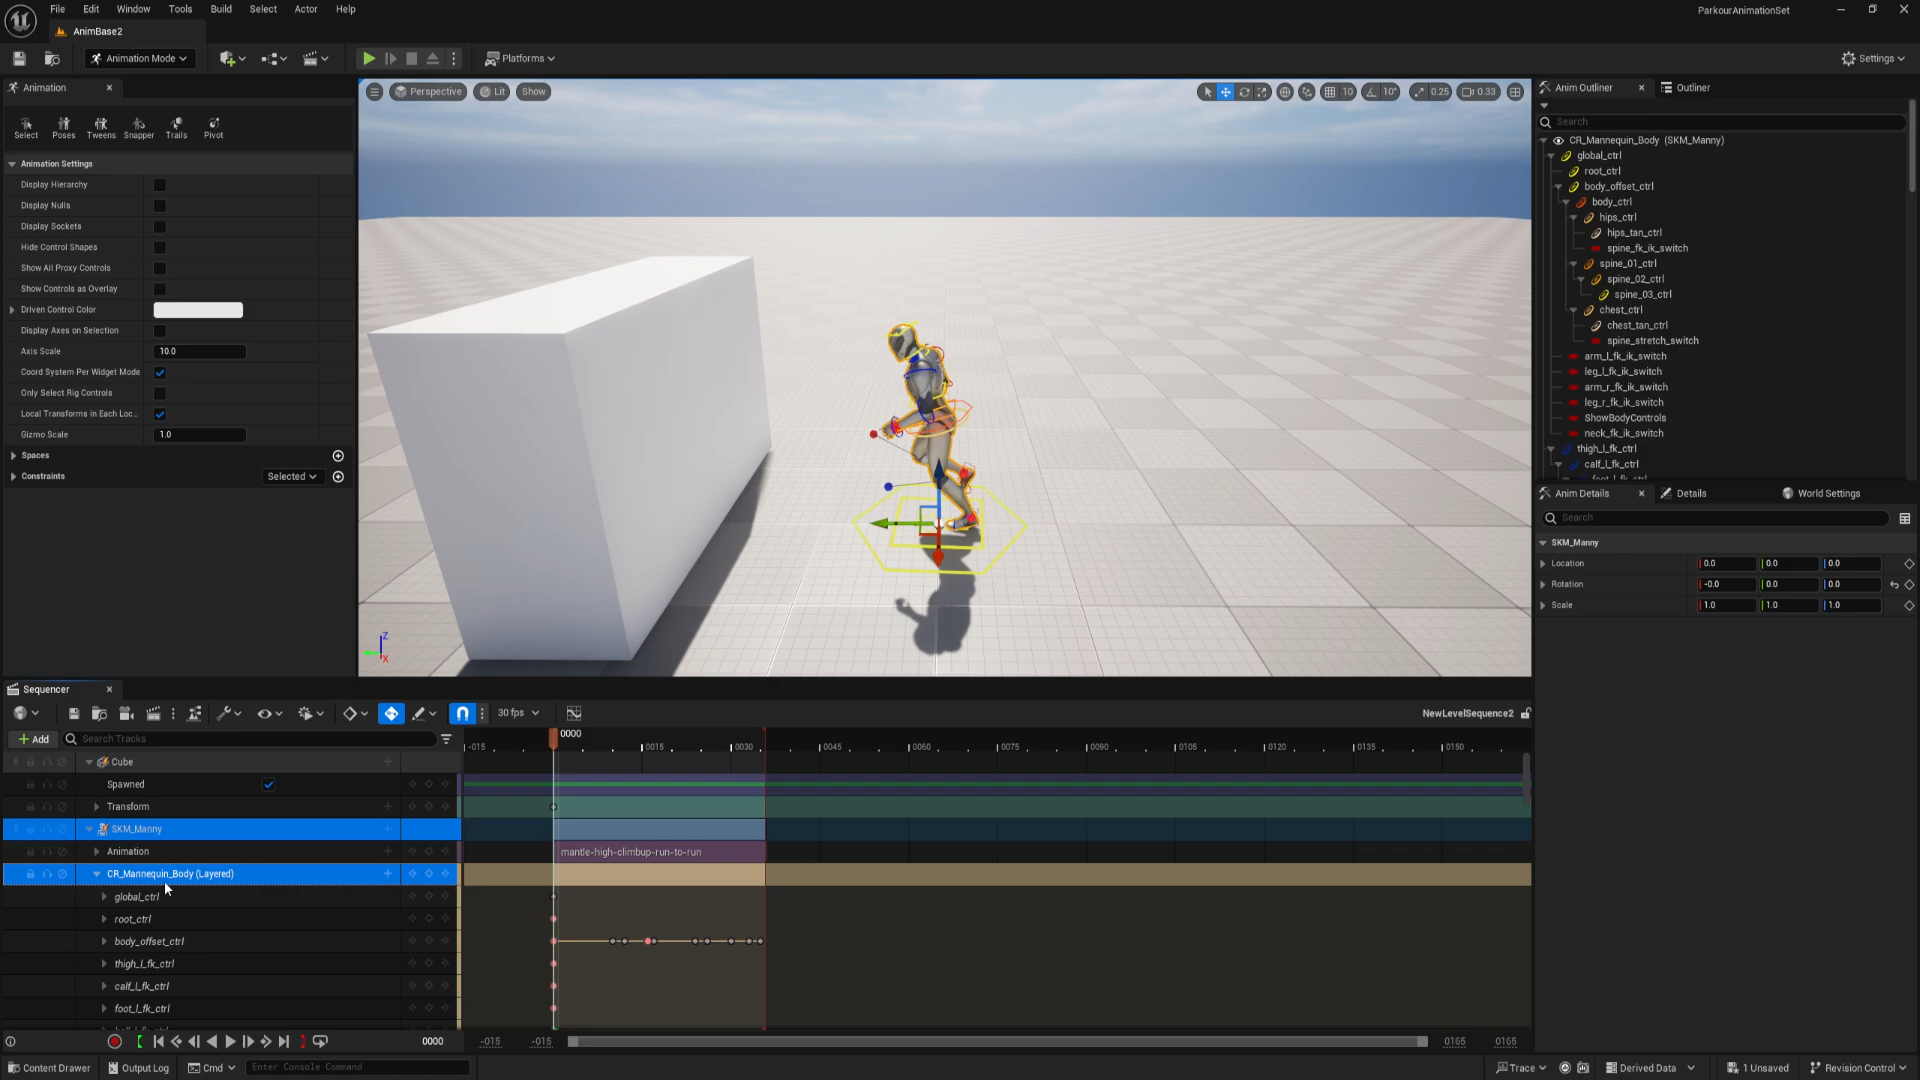 File Edit Window Tools Build Select Actor Help
ParkourAnimationSet
AnimBase2
Animation Mode
Platforms
Settings
Animation
Perspective
Lit
Show
10
10°
0.25
0.33
Anim Outliner
Outliner
Select Poses Tweens Snapper Trails Pivot
Search
Animation Settings
Display Hierarchy
Display Nulls
Display Sockets
Hide Control Shapes
Show All Proxy Controls
Show Controls as Overlay
Driven Control Color
Display Axes on Selection
Axis Scale 10.0
Coord System Per Widget Mode
Only Select Rig Controls
Local Transforms in Each Loc...
Gizmo Scale 1.0
Spaces
Constraints Selected
CR_Mannequin_Body (SKM_Manny)
global_ctrl
root_ctrl
body_offset_ctrl
body_ctrl
hips_ctrl
hips_tan_ctrl
spine_fk_ik_switch
spine_01_ctrl
spine_02_ctrl
spine_03_ctrl
chest_ctrl
chest_tan_ctrl
spine_stretch_switch
arm_l_fk_ik_switch
leg_l_fk_ik_switch
arm_r_fk_ik_switch
leg_r_fk_ik_switch
ShowBodyControls
neck_fk_ik_switch
thigh_l_fk_ctrl
calf_l_fk_ctrl
foot_l_fk_ctrl
Z
X
Anim Details
Details
World Settings
Search
SKM_Manny
Location 0.0 0.0 0.0
Rotation -0.0 0.0 0.0
Scale 1.0 1.0 1.0
Sequencer
30 fps
NewLevelSequence2
Add
Search Tracks
0000
-015 0015 0030 0045 0060 0075 0090 0105 0120 0135 0150
Cube
Spawned
Transform
SKM_Manny
Animation
mantle-high-climbup-run-to-run
CR_Mannequin_Body (Layered)
global_ctrl
root_ctrl
body_offset_ctrl
thigh_l_fk_ctrl
calf_l_fk_ctrl
foot_l_fk_ctrl
0000 -015 -015 0165 0165
Content Drawer
Output Log
Cmd
Enter Console Command
Trace
Derived Data
1 Unsaved
Revision Control